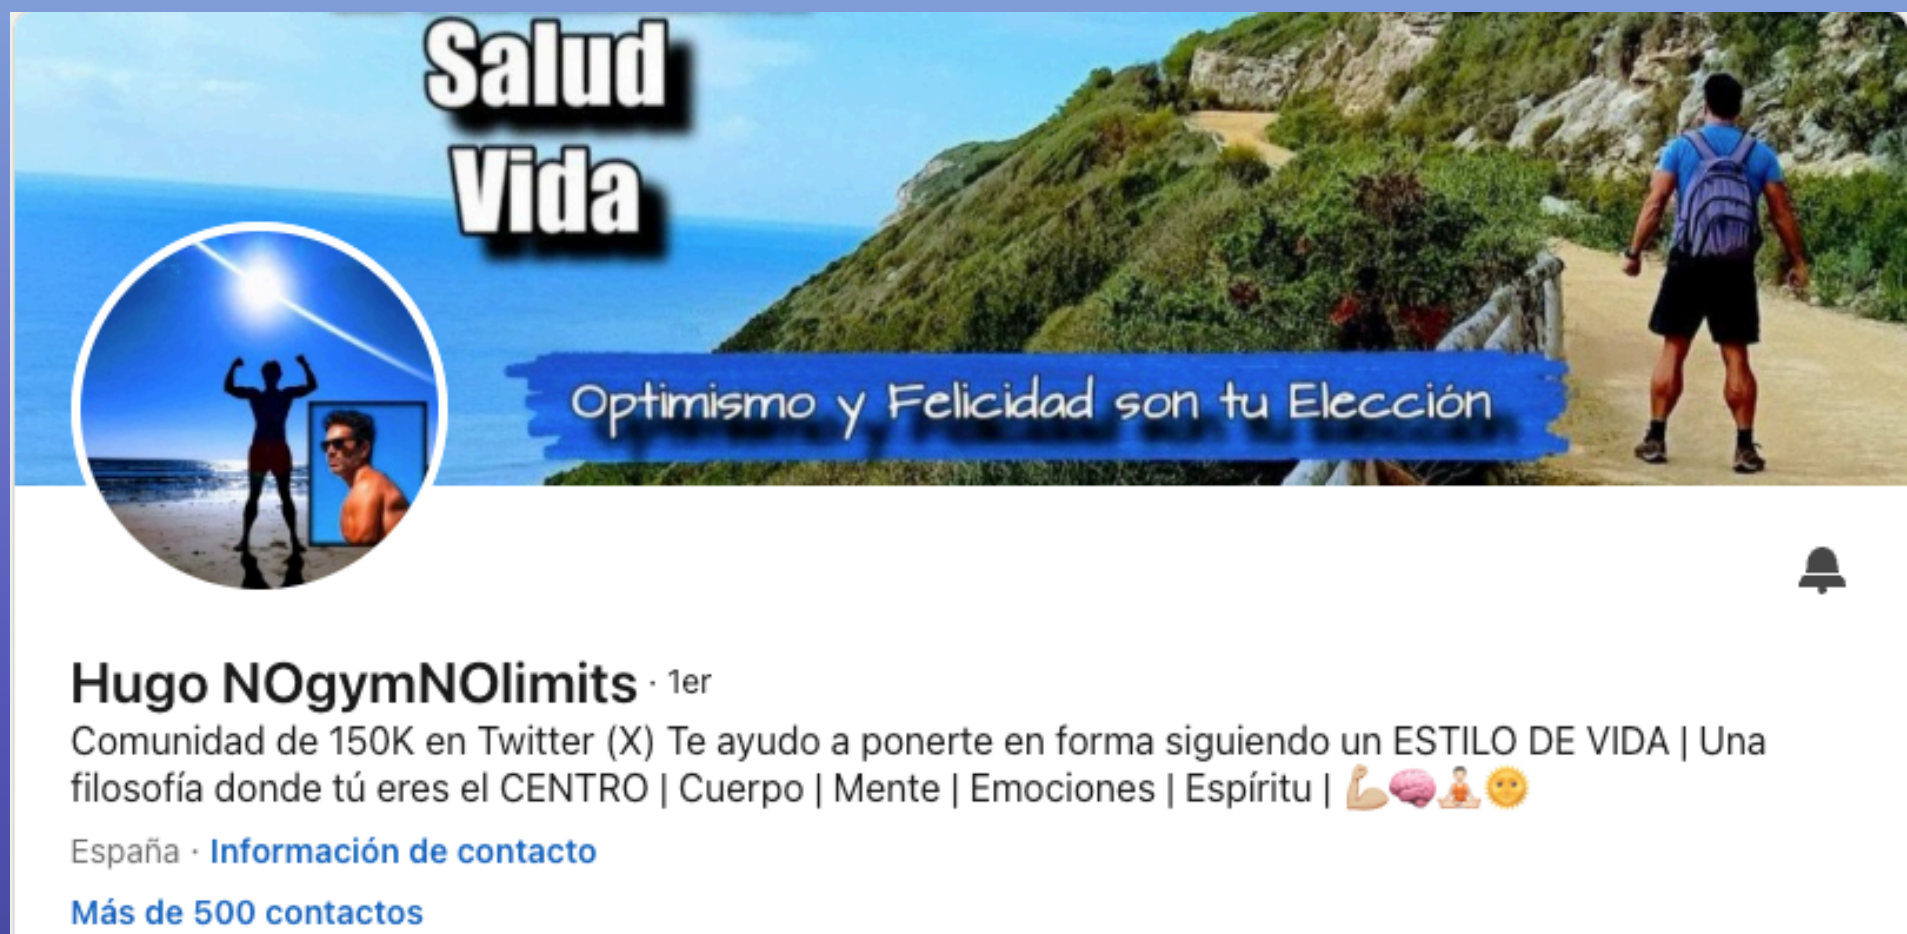 Salud
Vida
Optimismo y Felicidad son tu Elección
Hugo NOgymNOlimits · 1er
Comunidad de 150K en Twitter (X) Te ayudo a ponerte en forma siguiendo un ESTILO DE VIDA | Una
filosofía donde tú eres el CENTRO | Cuerpo | Mente | Emociones | Espíritu | 💪🏼🧠🧘🏻🌞
España · Información de contacto
Más de 500 contactos